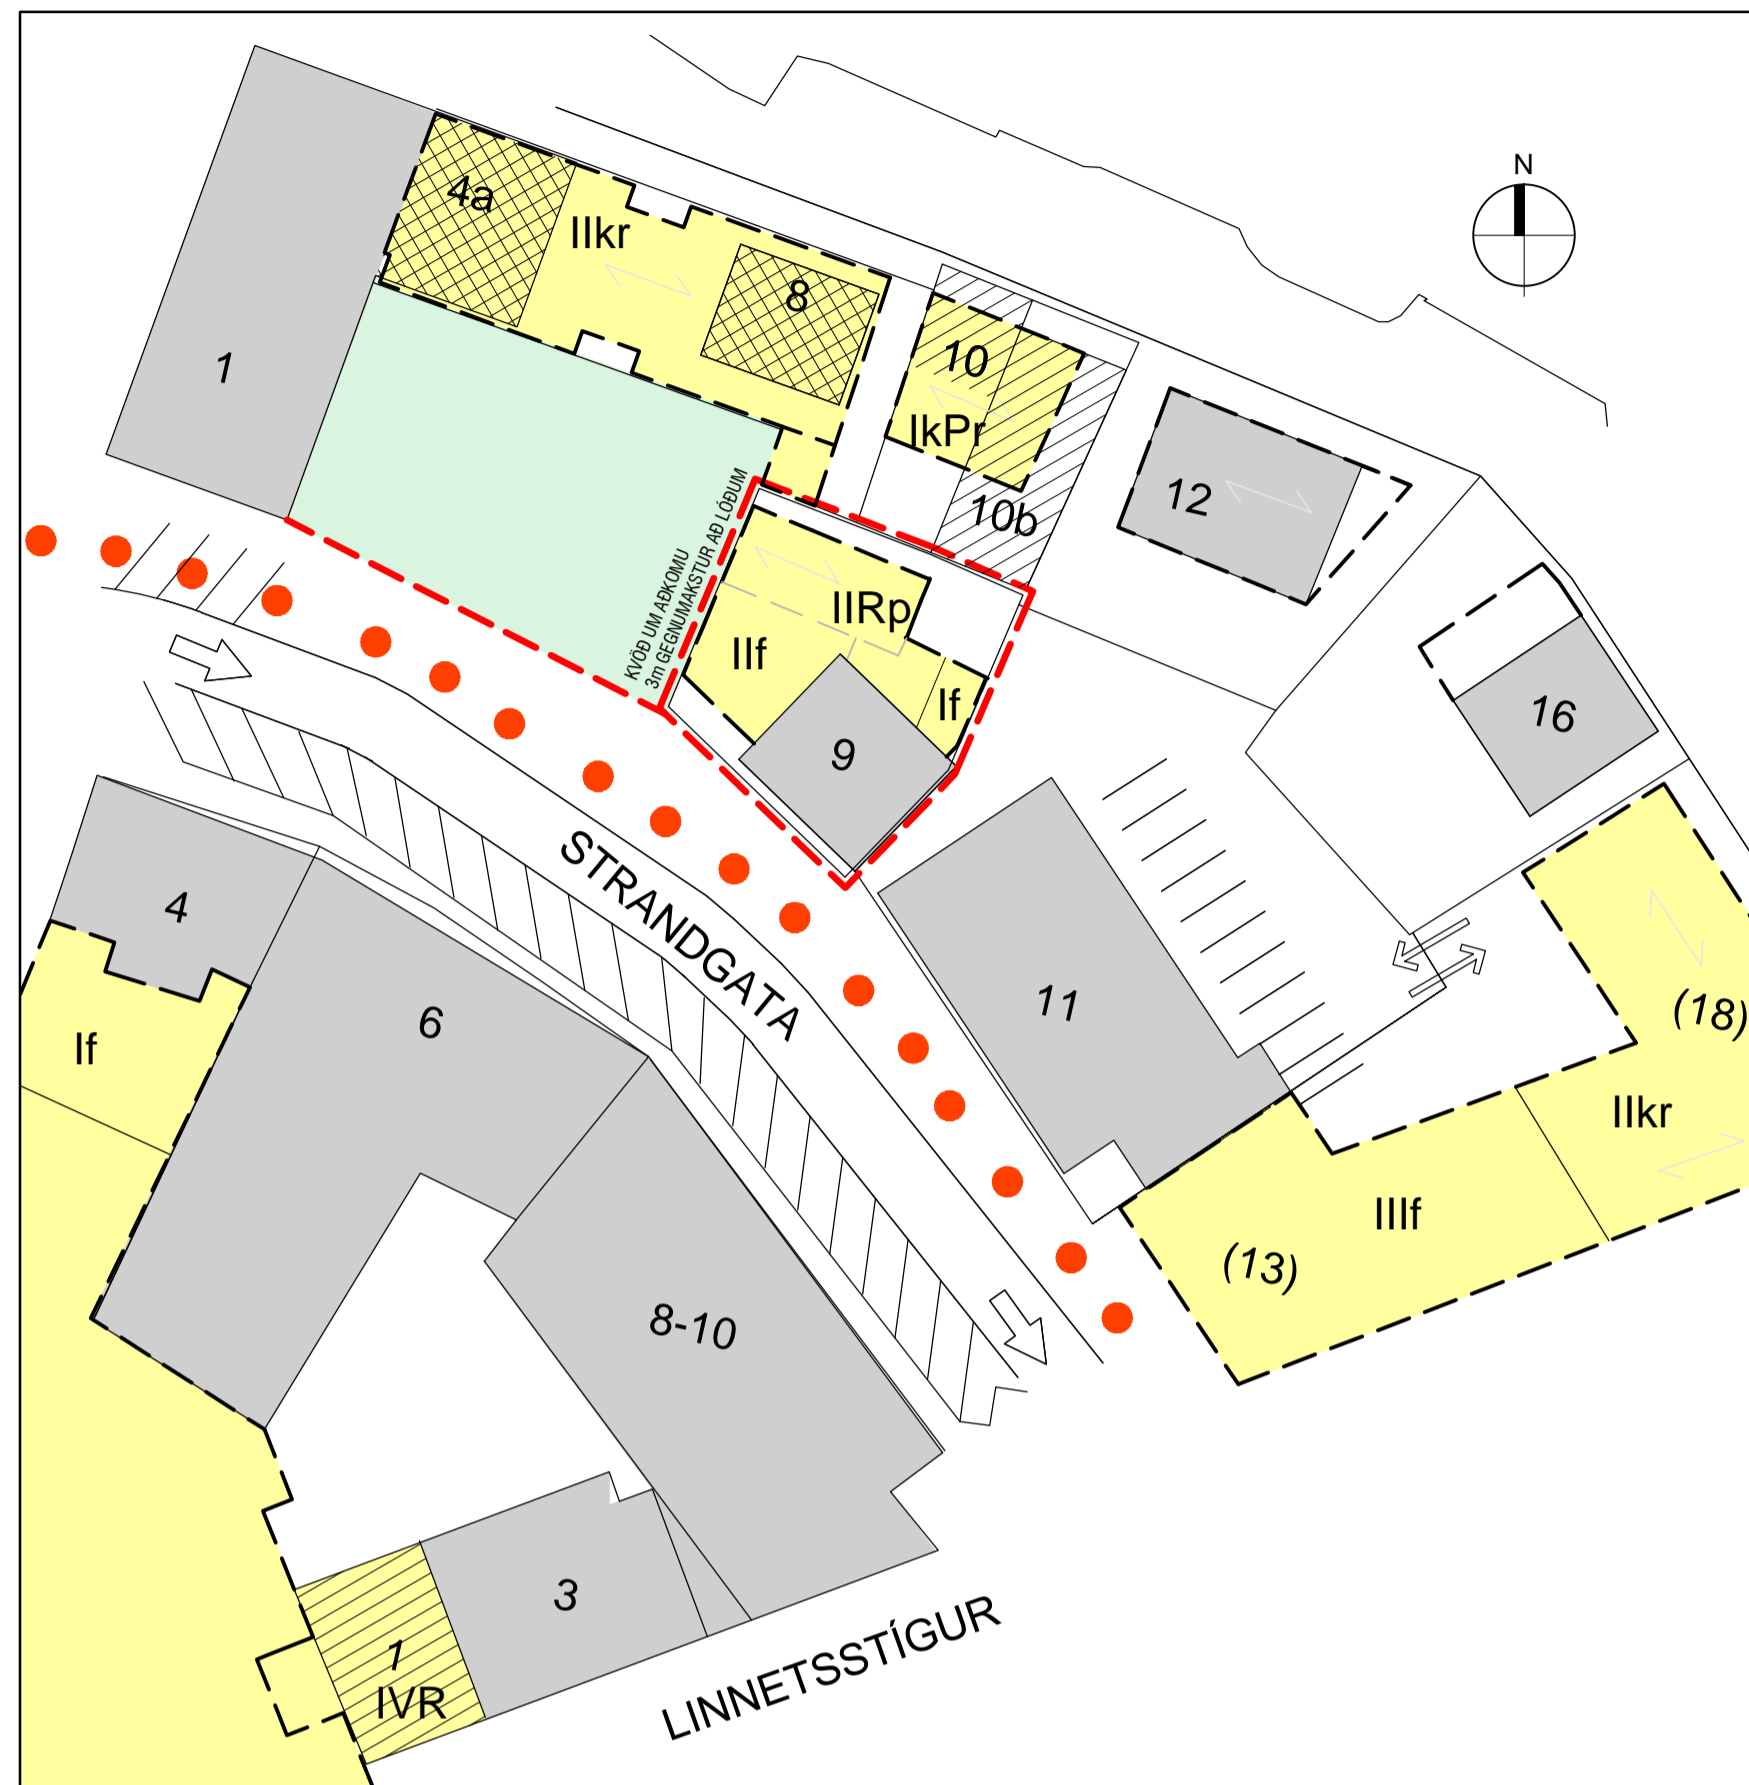 N
4a
IIkr
8
1
10
IkPr
10b
12
KVÖÐ UM AÐKOMU
3m GEGNUMAKSTUR AÐ LÓÐUM
IIRp
IIf
If
9
16
STRANDGATA
4
If
6
11
(18)
IIkr
IIIf
(13)
8-10
3
1
IVR
LINNETSSTÍGUR